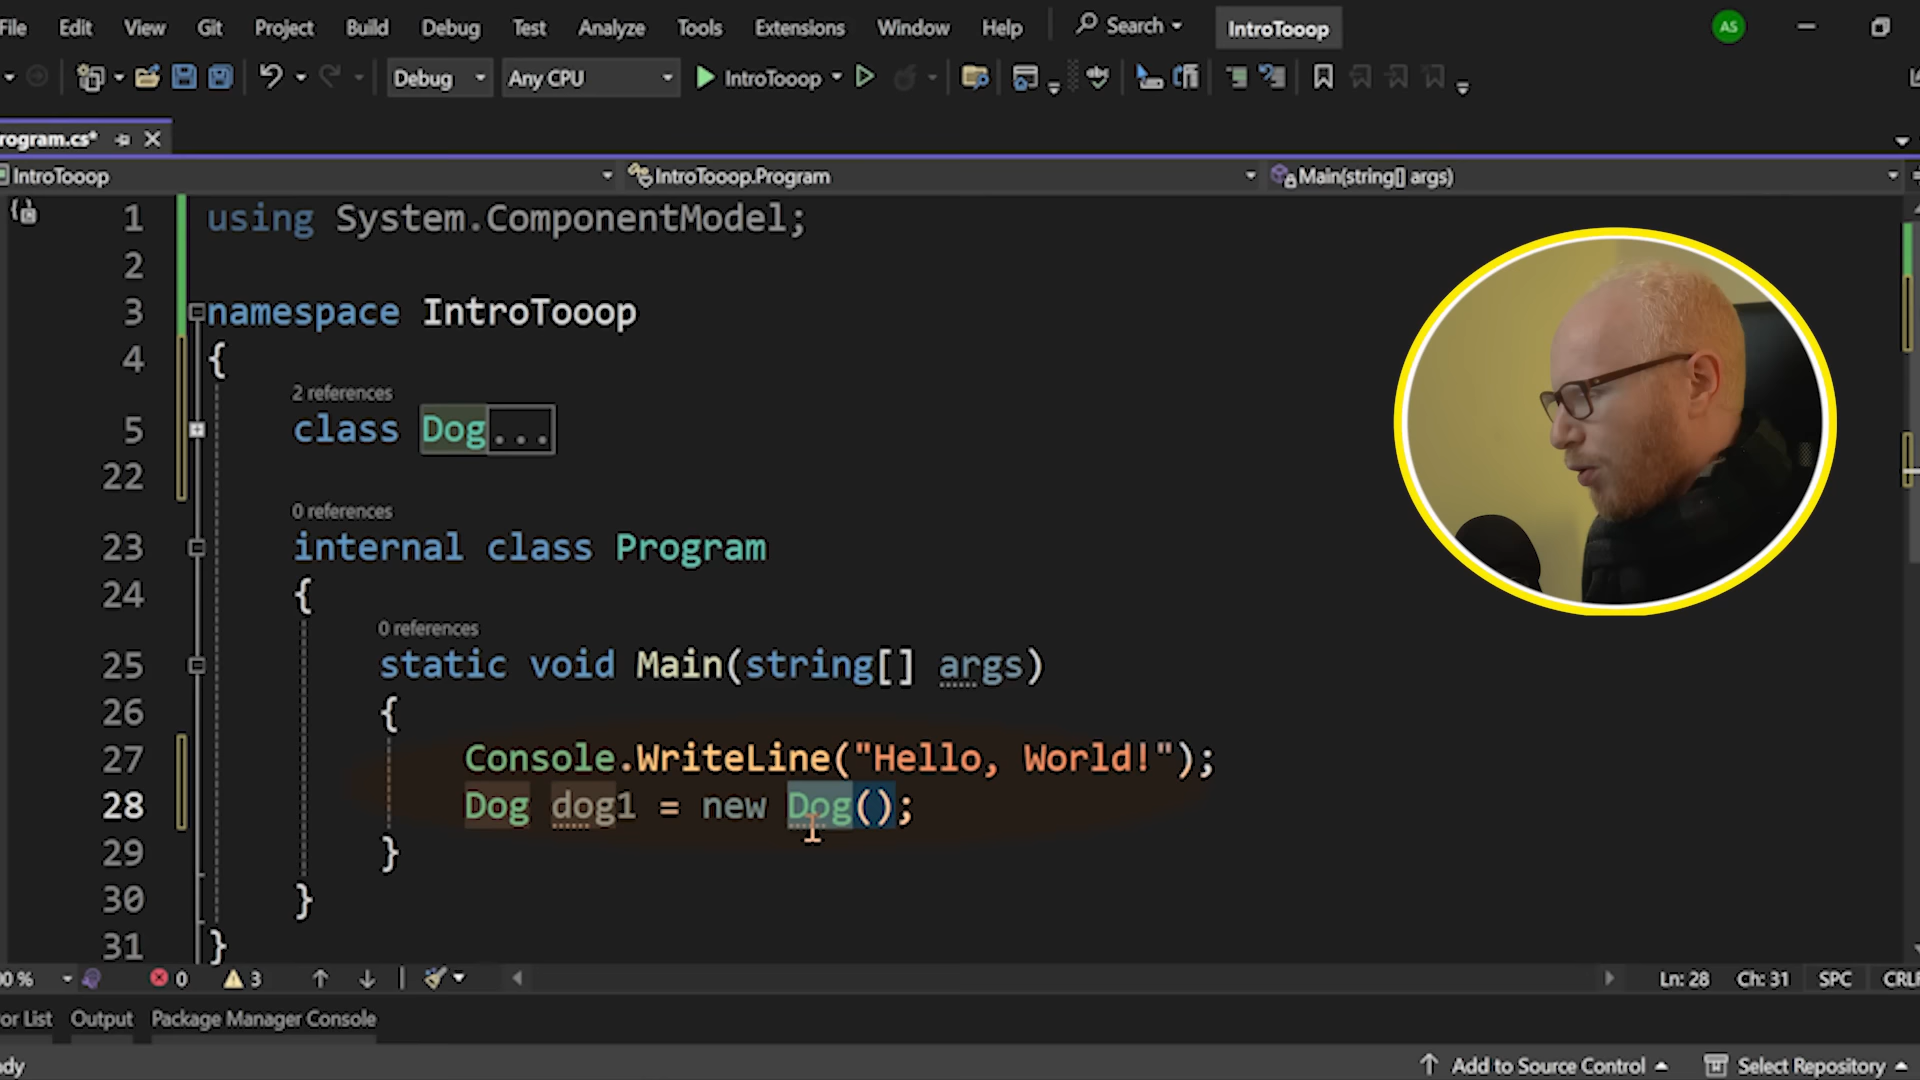 File Edit View Git Project Build Debug Test Analyze Tools Extensions Window Help Search IntroTooop AS
Debug Any CPU IntroTooop
rogram.cs*
IntroTooop IntroTooop.Program Main(string[] args)
1 using System.ComponentModel;
2
3 namespace IntroTooop
4 {
2 references
5 class Dog...
22
0 references
23 internal class Program
24 {
0 references
25 static void Main(string[] args)
26 {
27 Console.WriteLine("Hello, World!");
28 Dog dog1 = new Dog();
29 }
30 }
31 }
00 % 0 3 Ln: 28 Ch: 31 SPC CRLF
or List Output Package Manager Console
dy Add to Source Control Select Repository